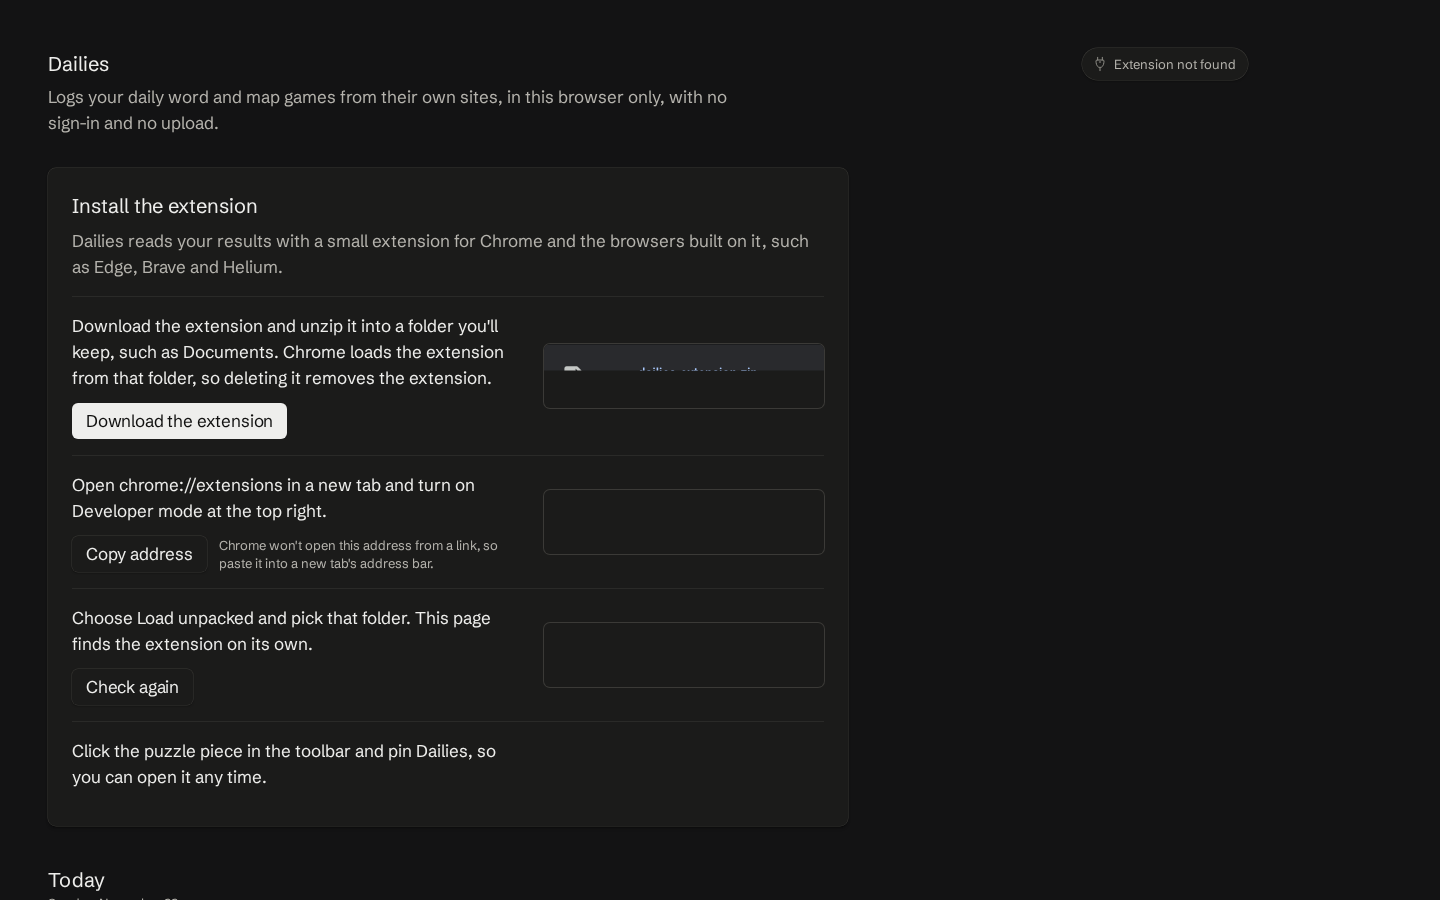 Dailies
Extension not found
Logs your daily word and map games from their own sites, in this browser only, with no
sign-in and no upload.
Install the extension
Dailies reads your results with a small extension for Chrome and the browsers built on it, such
as Edge, Brave and Helium.
Download the extension and unzip it into a folder you'll
keep, such as Documents. Chrome loads the extension
from that folder, so deleting it removes the extension.
Download the extension
Open chrome://extensions in a new tab and turn on
Developer mode at the top right.
Copy address
Chrome won't open this address from a link, so
paste it into a new tab's address bar.
Choose Load unpacked and pick that folder. This page
finds the extension on its own.
Check again
Click the puzzle piece in the toolbar and pin Dailies, so
you can open it any time.
Today